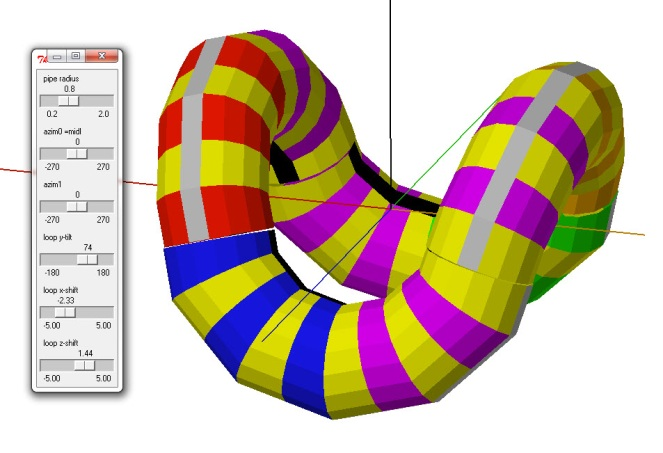 pipe radius
0.8
0.2 2.0
azim0 =midl
0
-270 270
azim1
0
-270 270
loop y-tilt
74
-180 180
loop x-shift
-2.33
-5.00 5.00
loop z-shift
1.44
-5.00 5.00